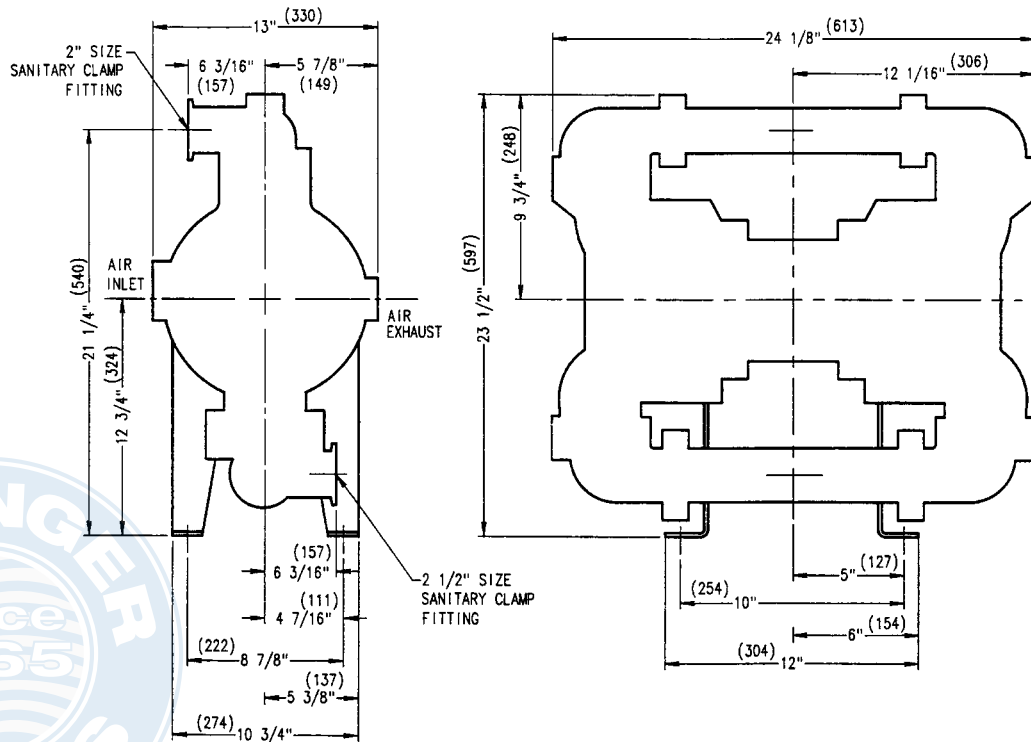 (330)
13"
2" SIZE
SANITARY CLAMP
FITTING
6 3/16"
(157)
5 7/8"
(149)
AIR
INLET
AIR
EXHAUST
21 1/4" (540)
12 3/4" (324)
(157)
6 3/16"
(111)
4 7/16"
(222)
8 7/8"
(137)
5 3/8"
(274)
10 3/4"
2 1/2" SIZE
SANITARY CLAMP
FITTING
(613)
24 1/8"
(306)
12 1/16"
9 3/4" (248)
23 1/2" (597)
(127)
5"
(254)
10"
(154)
6"
(304)
12"
NGER
ce
65
S